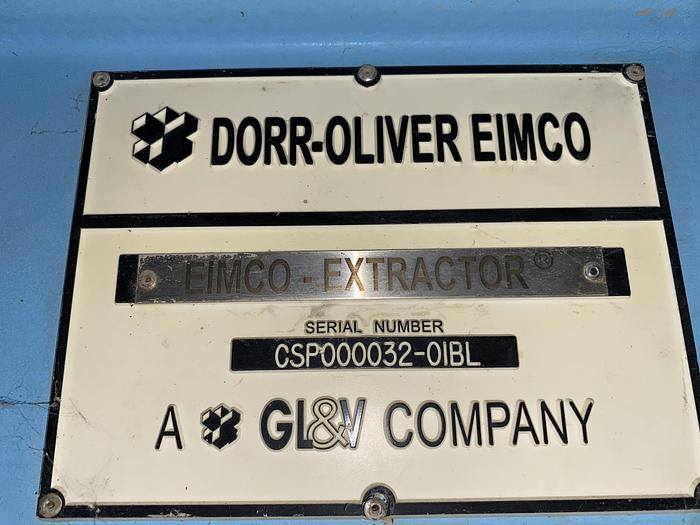 DORR-OLIVER EIMCO
EIMCO - EXTRACTOR®
SERIAL NUMBER
CSP000032-01BL
A GL&V COMPANY